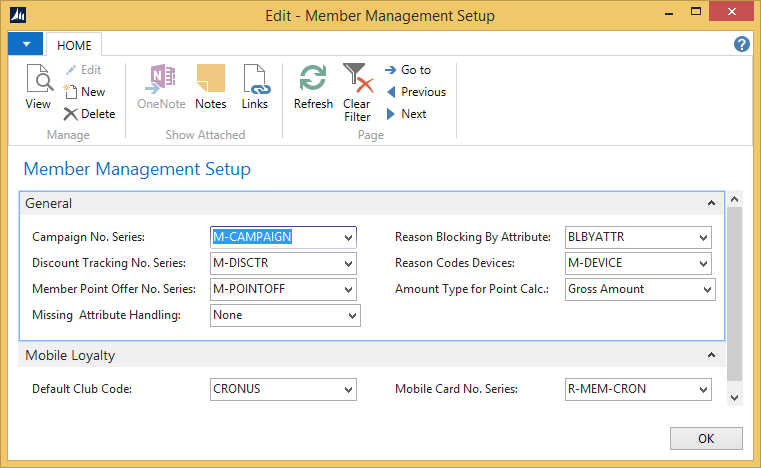 Edit - Member Management Setup
HOME
?
View
Edit
New
Delete
Manage
OneNote
Notes
Links
Show Attached
Refresh
Clear
Filter
Go to
Previous
Next
Page
Member Management Setup
General
Campaign No. Series: M-CAMPAIGN Reason Blocking By Attribute: BLBYATTR
Discount Tracking No. Series: M-DISCTR Reason Codes Devices: M-DEVICE
Member Point Offer No. Series: M-POINTOFF Amount Type for Point Calc.: Gross Amount
Missing Attribute Handling: None
Mobile Loyalty
Default Club Code: CRONUS Mobile Card No. Series: R-MEM-CRON
OK